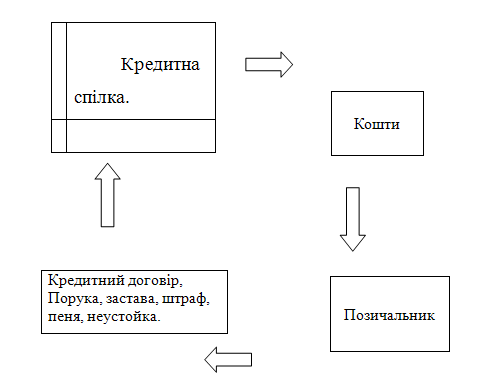 Кредитна
спілка.
Кошти
Кредитний договір,
Порука, застава, штраф,
пеня, неустойка.
Позичальник